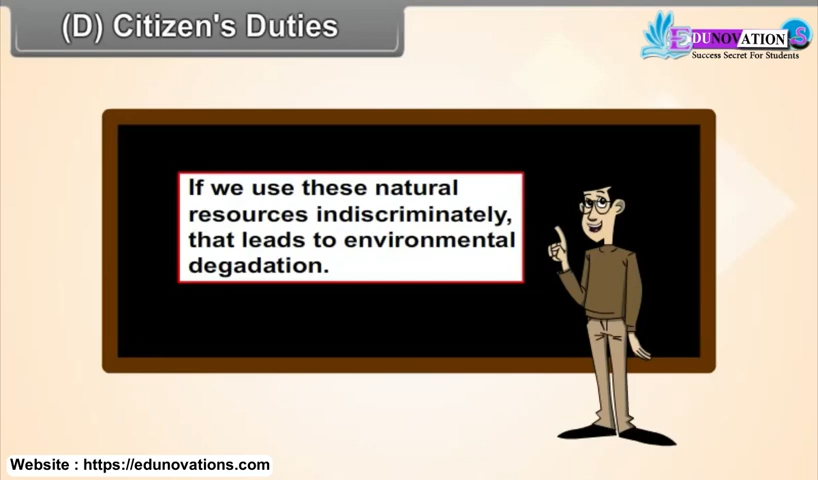 (D) Citizen's Duties
EDUNOVATIONS
Success Secret For Students
If we use these natural
resources indiscriminately,
that leads to environmental
degadation.
Website : https://edunovations.com